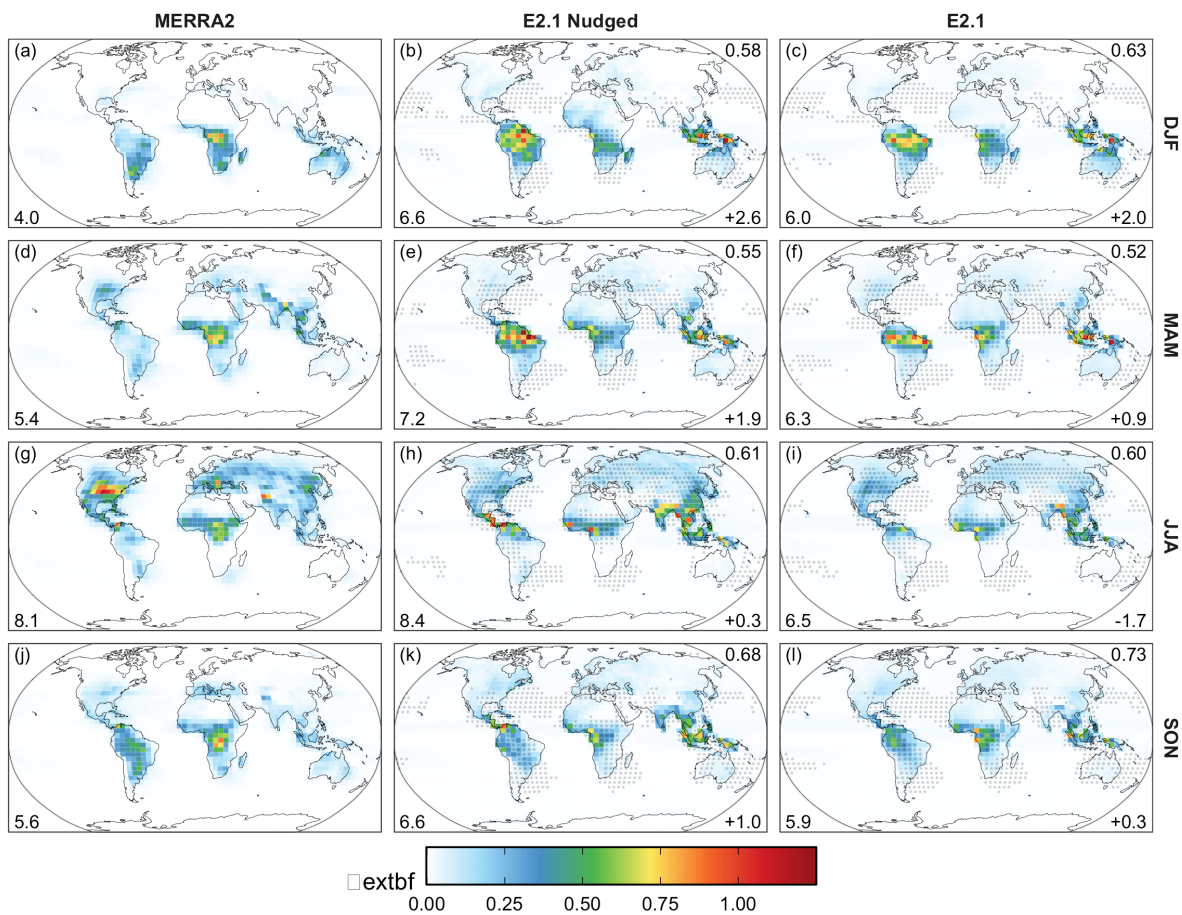 MERRA2 E2.1 Nudged E2.1
(a) (b) 0.58 (c) 0.63
DJF
4.0 6.6 +2.6 6.0 +2.0
(d) (e) 0.55 (f) 0.52
MAM
5.4 7.2 +1.9 6.3 +0.9
(g) (h) 0.61 (i) 0.60
JJA
8.1 8.4 +0.3 6.5 -1.7
(j) (k) 0.68 (l) 0.73
SON
5.6 6.6 +1.0 5.9 +0.3
□extbf
0.00 0.25 0.50 0.75 1.00